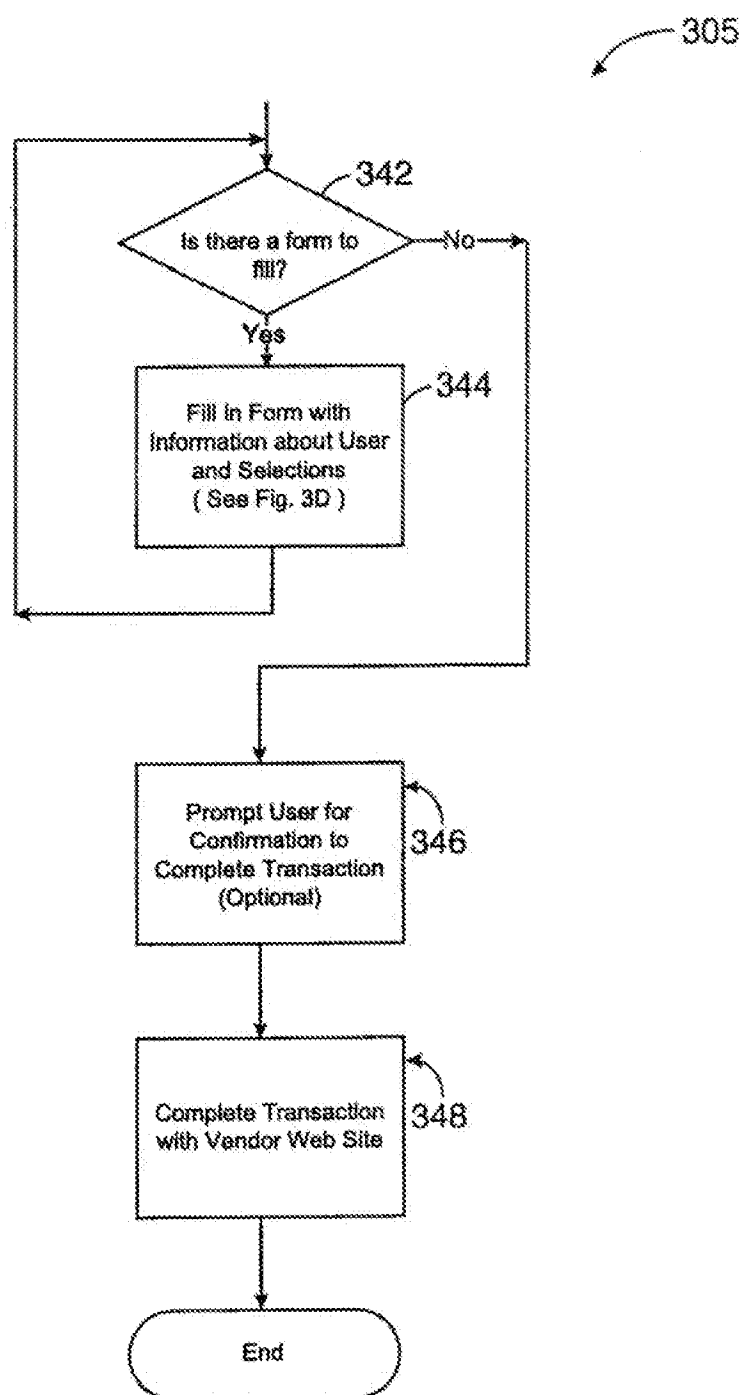 305
342
Is there a form to
fill?
No
Yes
344
Fill In Form with
Information about User
and Selections
( See Fig. 3D )
Prompt User for
Confirmation to
Complete Transaction
(Optional)
346
Complete Transaction
with Vendor Web Site
348
End